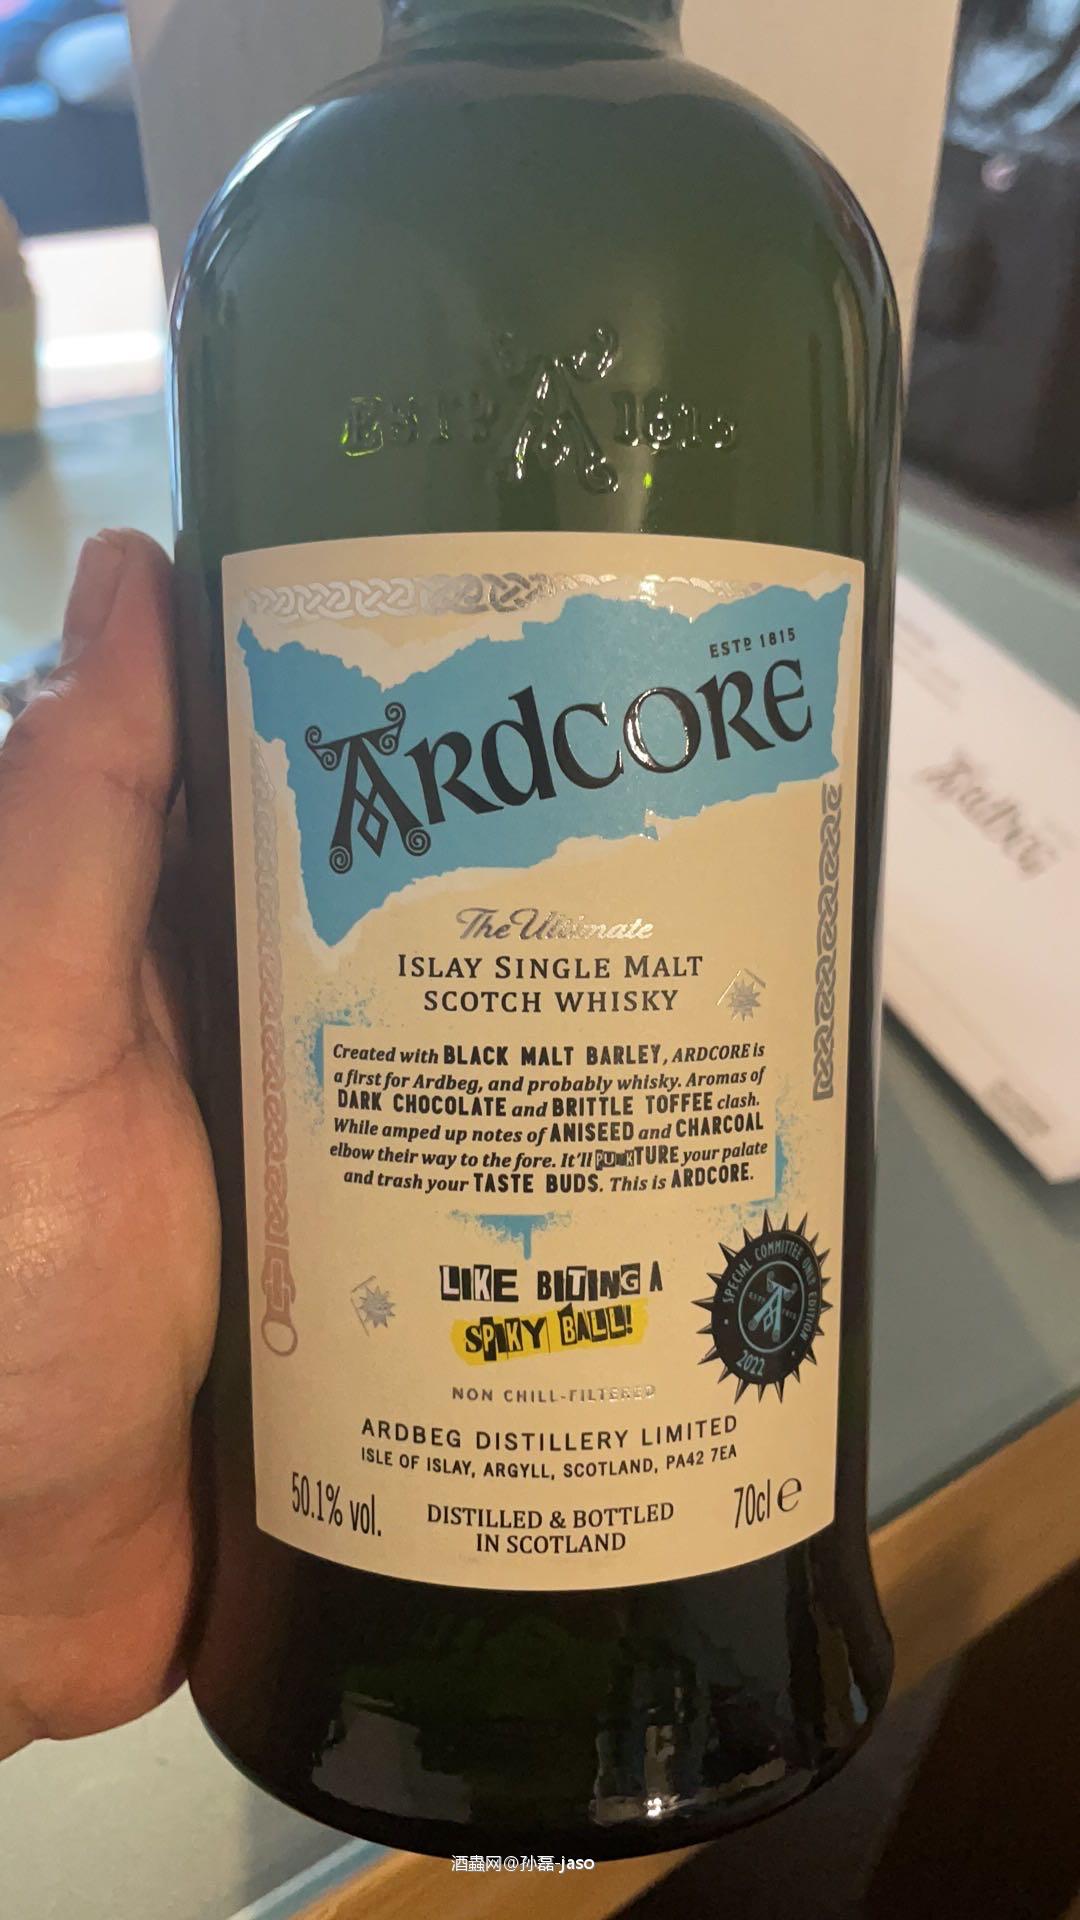 ESTD A 1815
ESTD 1815
ARDCORE
The Ultimate
ISLAY SINGLE MALT
SCOTCH WHISKY
Created with BLACK MALT BARLEY, ARDCORE is
a first for Ardbeg, and probably whisky. Aromas of
DARK CHOCOLATE and BRITTLE TOFFEE clash.
While amped up notes of ANISEED and CHARCOAL
elbow their way to the fore. It'll PUNKTURE your palate
and trash your TASTE BUDS. This is ARDCORE.
LIKE BITING A
SPIKY BALL!
SPECIAL COMMITTEE ONLY EDITION
ESTD A 1815
2022
NON CHILL-FILTERED
ARDBEG DISTILLERY LIMITED
ISLE OF ISLAY, ARGYLL, SCOTLAND, PA42 7EA
50.1% vol.
DISTILLED & BOTTLED
IN SCOTLAND
70cl e
Ardbeg
酒蟲网@孙磊-jaso